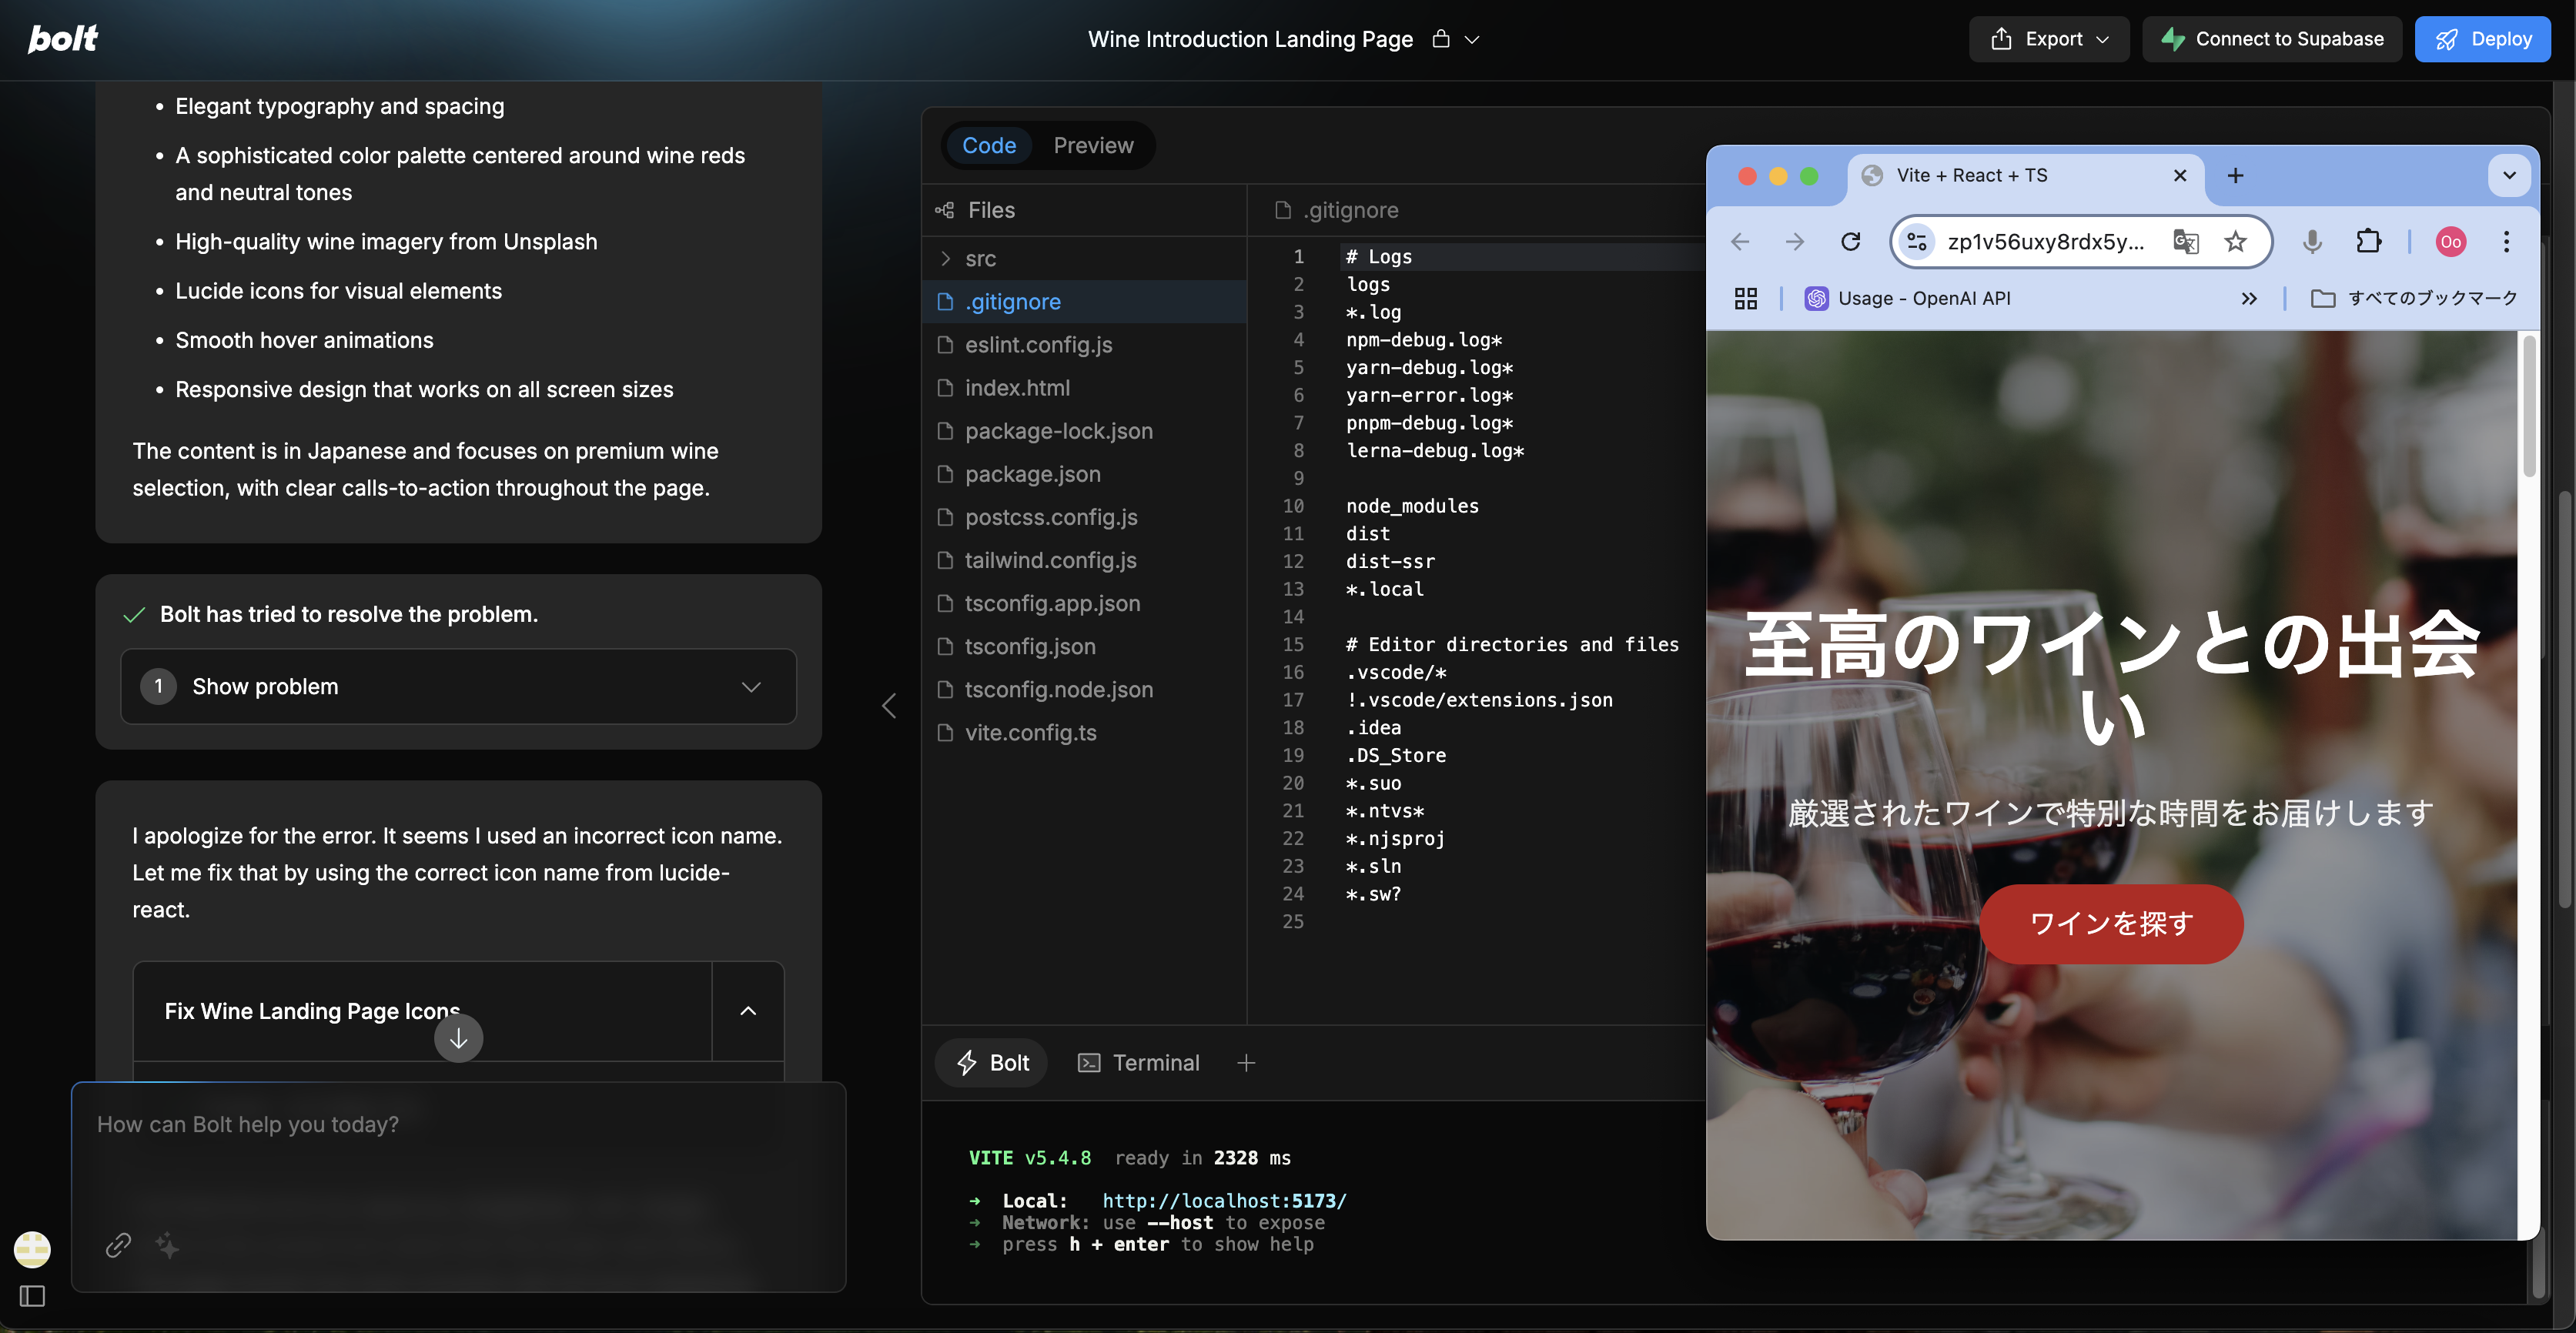 bolt
Wine Introduction Landing Page
Export
Connect to Supabase
Deploy
Elegant typography and spacing
A sophisticated color palette centered around wine reds
and neutral tones
High-quality wine imagery from Unsplash
Lucide icons for visual elements
Smooth hover animations
Responsive design that works on all screen sizes
The content is in Japanese and focuses on premium wine
selection, with clear calls-to-action throughout the page.
Bolt has tried to resolve the problem.
1 Show problem
I apologize for the error. It seems I used an incorrect icon name.
Let me fix that by using the correct icon name from lucide-
react.
Fix Wine Landing Page Icons
How can Bolt help you today?
Code Preview
Files
src
.gitignore
eslint.config.js
index.html
package-lock.json
package.json
postcss.config.js
tailwind.config.js
tsconfig.app.json
tsconfig.json
tsconfig.node.json
vite.config.ts
.gitignore
1 # Logs
2 logs
3 *.log
4 npm-debug.log*
5 yarn-debug.log*
6 yarn-error.log*
7 pnpm-debug.log*
8 lerna-debug.log*
9
10 node_modules
11 dist
12 dist-ssr
13 *.local
14
15 # Editor directories and files
16 .vscode/*
17 !.vscode/extensions.json
18 .idea
19 .DS_Store
20 *.suo
21 *.ntvs*
22 *.njsproj
23 *.sln
24 *.sw?
25
Bolt
Terminal
VITE v5.4.8 ready in 2328 ms
➜ Local: http://localhost:5173/
➜ Network: use --host to expose
➜ press h + enter to show help
Vite + React + TS
zp1v56uxy8rdx5y...
Oo
Usage - OpenAI API
すべてのブックマーク
至高のワインとの出会
い
厳選されたワインで特別な時間をお届けします
ワインを探す